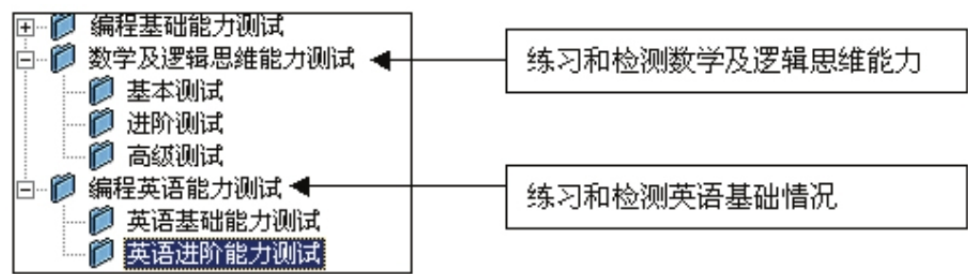 编程基础能力测试
数学及逻辑思维能力测试
练习和检测数学及逻辑思维能力
基本测试
进阶测试
高级测试
编程英语能力测试
练习和检测英语基础情况
英语基础能力测试
英语进阶能力测试